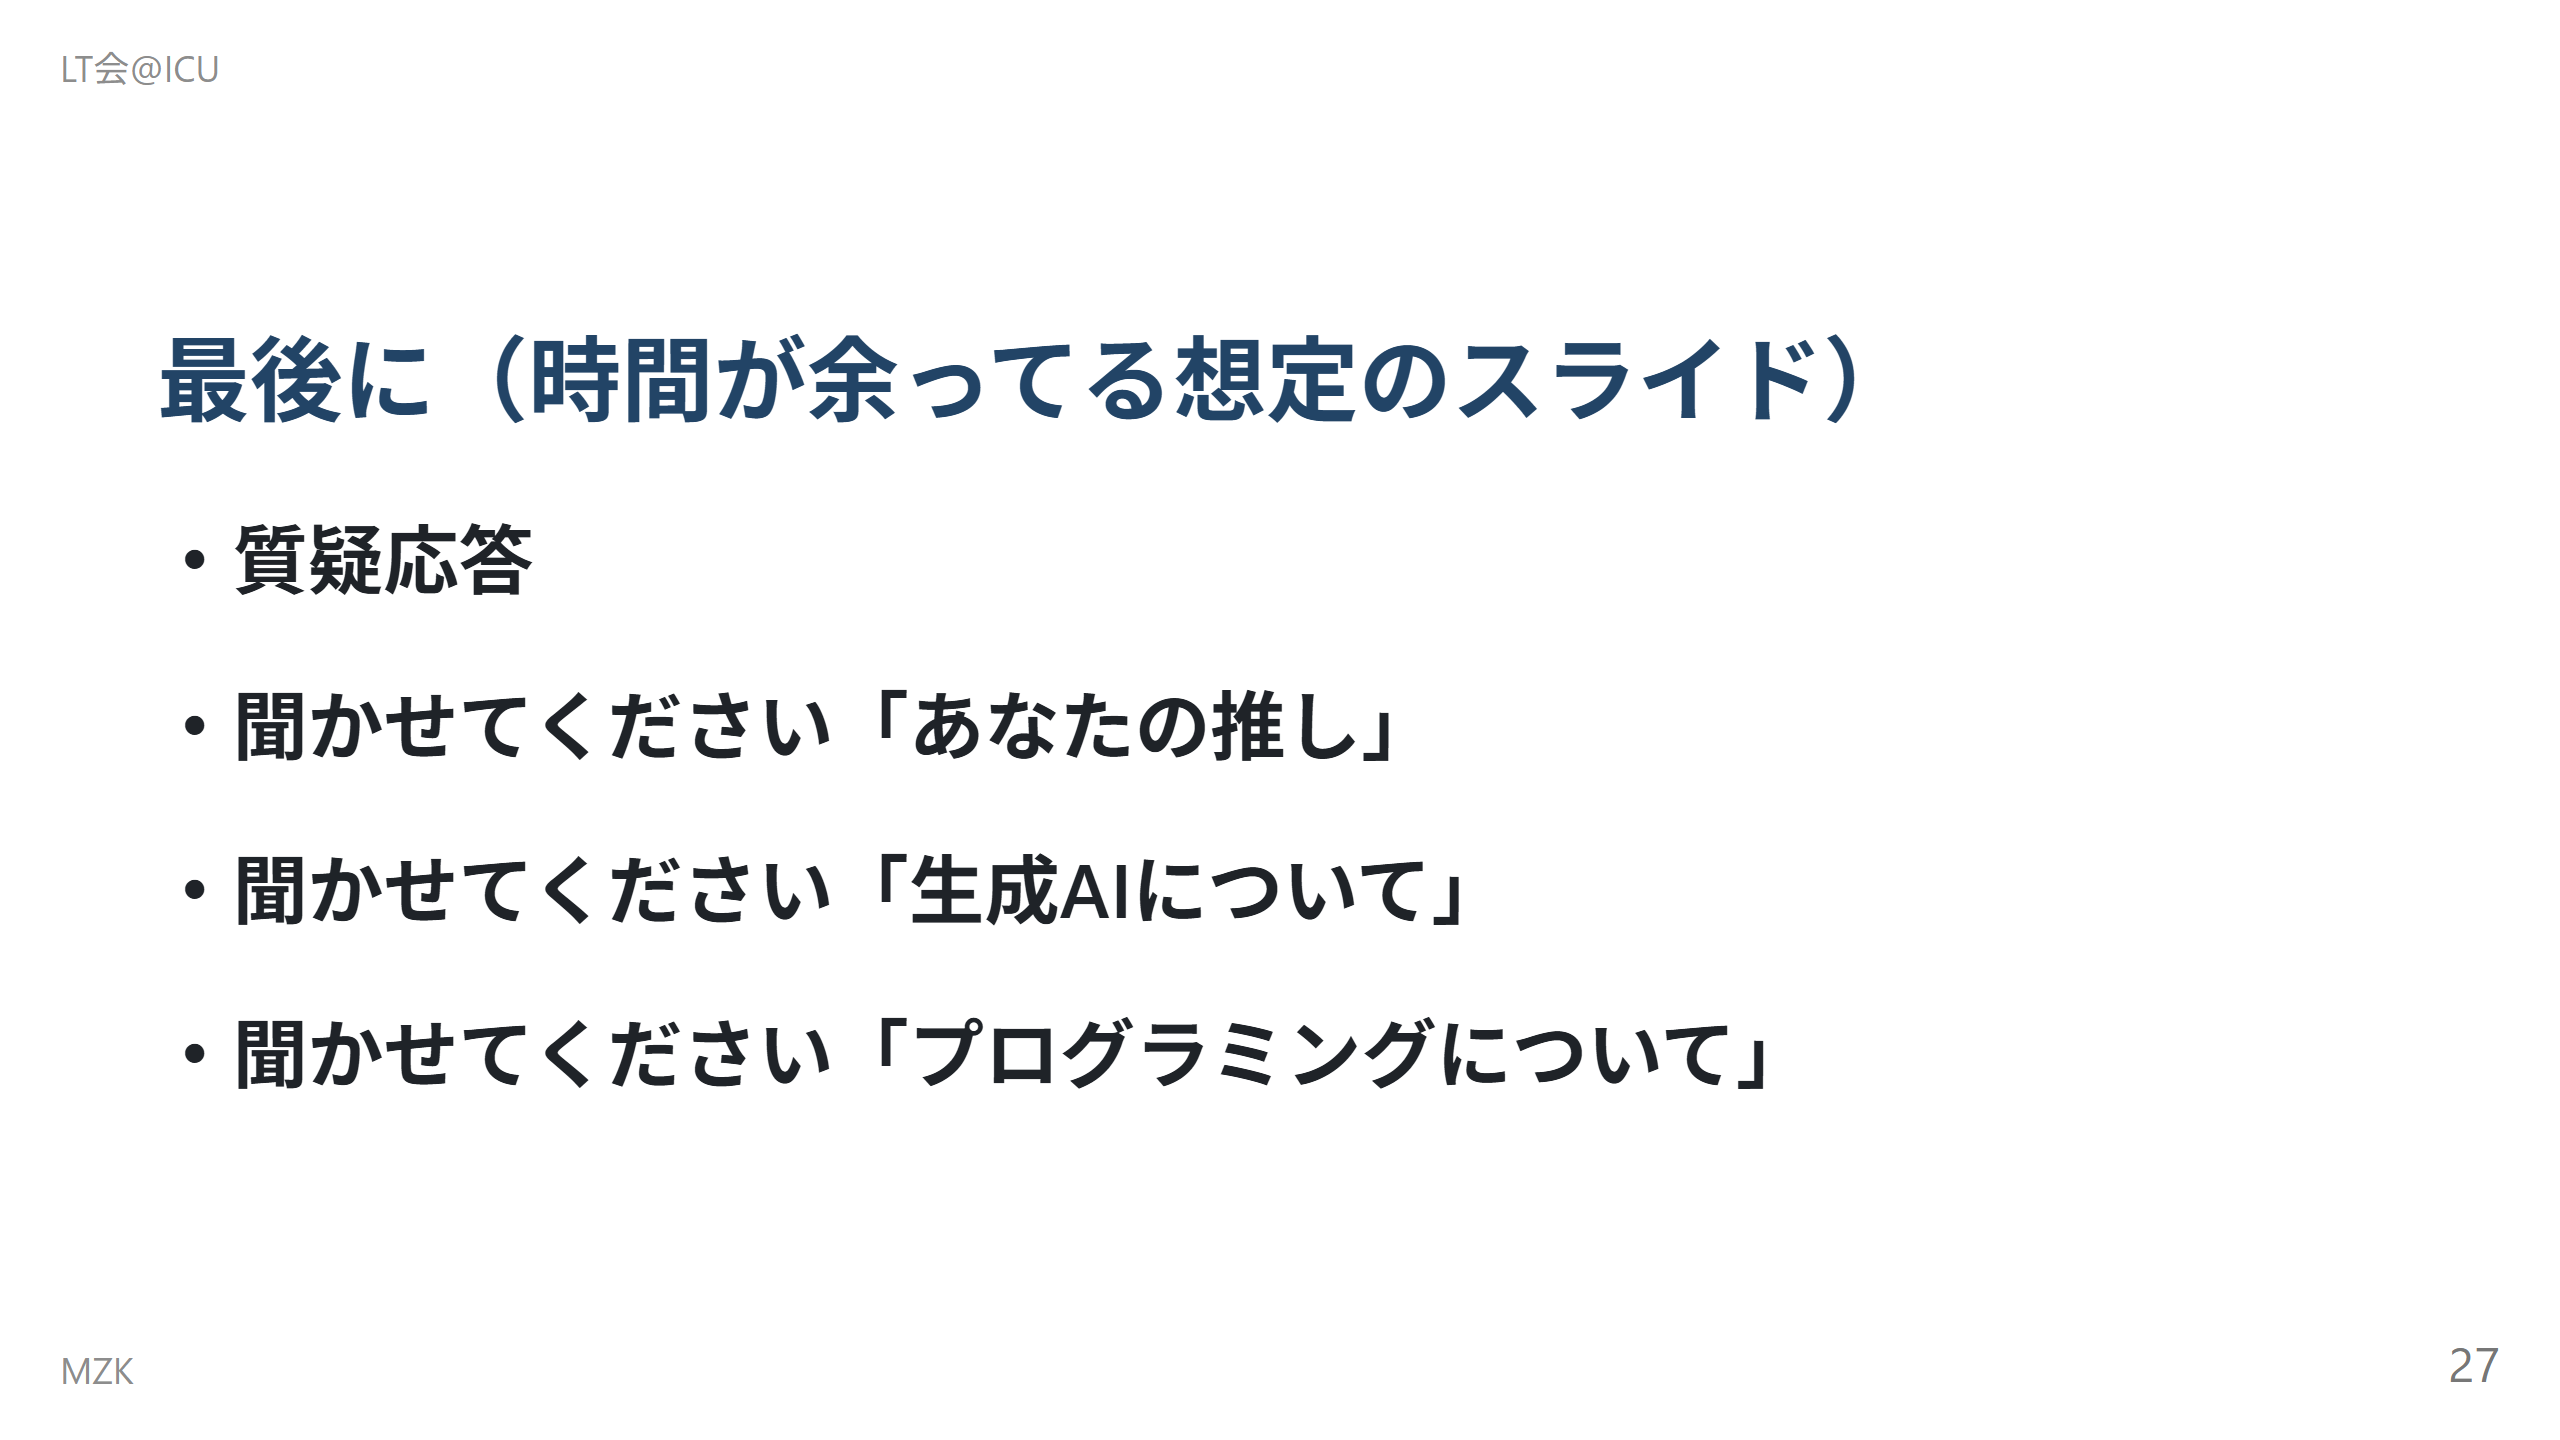 LT会@ICU
最後に（時間が余ってる想定のスライド）
• 質疑応答
• 聞かせてください「あなたの推し」
• 聞かせてください「生成AIについて」
• 聞かせてください「プログラミングについて」
MZK
27